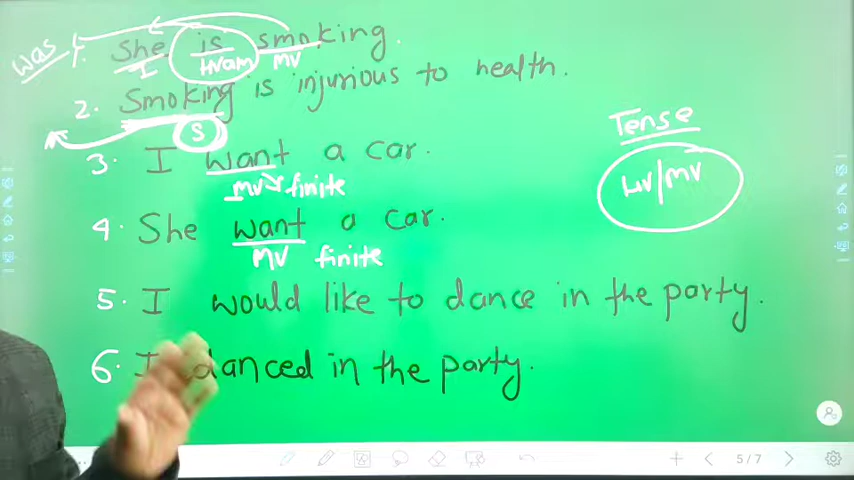 was 1. She is smoking.
I HVam MV
2. Smoking is injurious to health.
S
3. I want a car.
MV finite
4. She want a car.
MV finite
5. I would like to dance in the party.
6. I danced in the party.
Tense
HV/MV
5/7